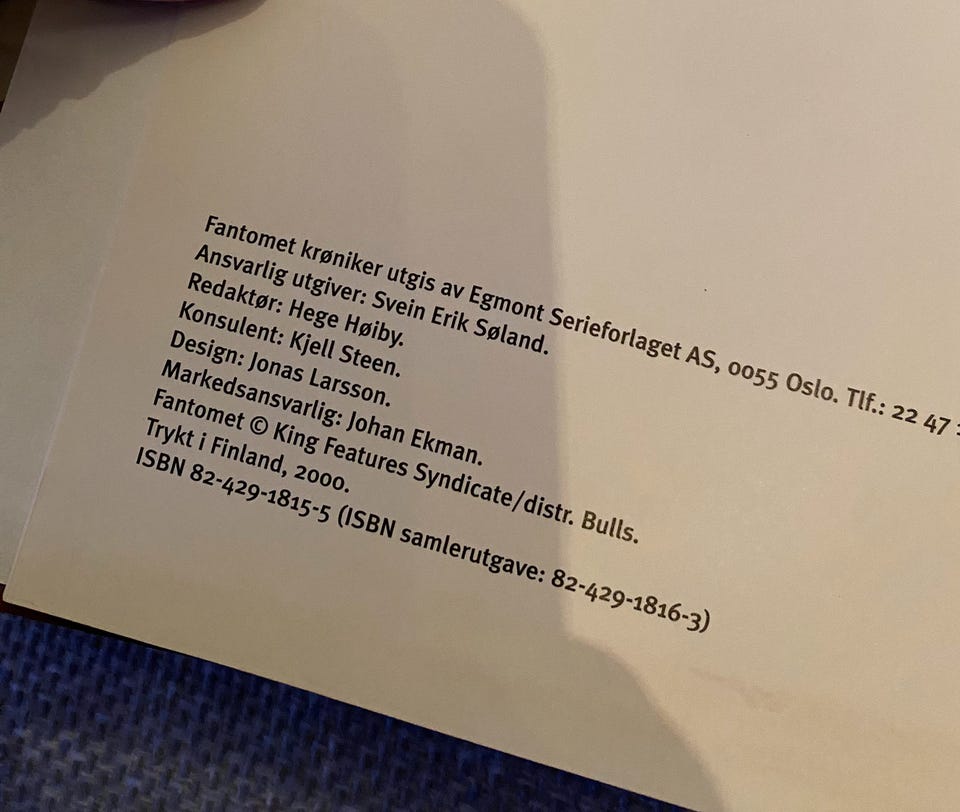 Fantomet krøniker utgis av Egmont Serieforlaget AS, 0055 Oslo. Tlf.: 22 47
Ansvarlig utgiver: Svein Erik Søland.
Redaktør: Hege Høiby.
Konsulent: Kjell Steen.
Design: Jonas Larsson.
Markedsansvarlig: Johan Ekman.
Fantomet © King Features Syndicate/distr. Bulls.
Trykt i Finland, 2000.
ISBN 82-429-1815-5 (ISBN samlerutgave: 82-429-1816-3)